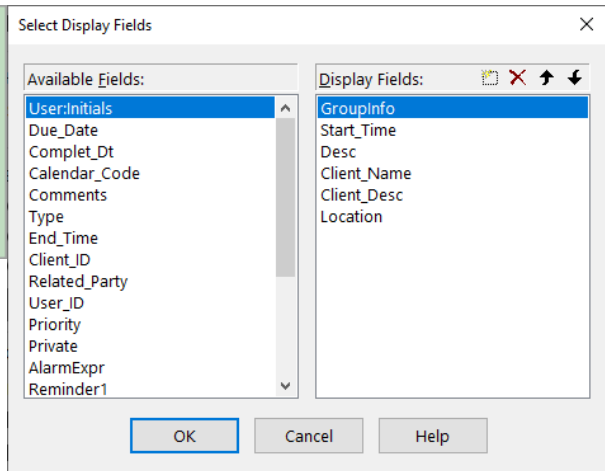 Select Display Fields
Available Fields:
User:Initials
Due_Date
Complet_Dt
Calendar_Code
Comments
Type
End_Time
Client_ID
Related_Party
User_ID
Priority
Private
AlarmExpr
Reminder1
Display Fields:
GroupInfo
Start_Time
Desc
Client_Name
Client_Desc
Location
OK
Cancel
Help